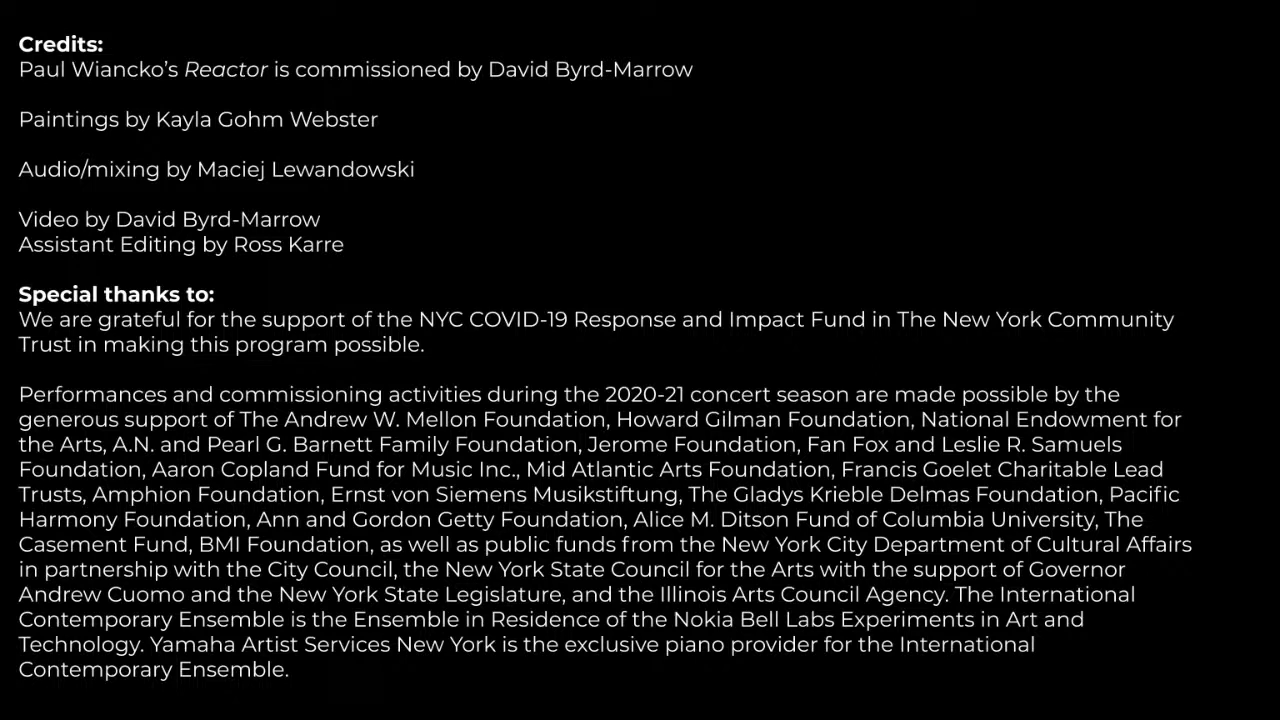 Credits:
Paul Wiancko’s Reactor is commissioned by David Byrd-Marrow
Paintings by Kayla Gohm Webster
Audio/mixing by Maciej Lewandowski
Video by David Byrd-Marrow
Assistant Editing by Ross Karre
Special thanks to:
We are grateful for the support of the NYC COVID-19 Response and Impact Fund in The New York Community
Trust in making this program possible.
Performances and commissioning activities during the 2020-21 concert season are made possible by the
generous support of The Andrew W. Mellon Foundation, Howard Gilman Foundation, National Endowment for
the Arts, A.N. and Pearl G. Barnett Family Foundation, Jerome Foundation, Fan Fox and Leslie R. Samuels
Foundation, Aaron Copland Fund for Music Inc., Mid Atlantic Arts Foundation, Francis Goelet Charitable Lead
Trusts, Amphion Foundation, Ernst von Siemens Musikstiftung, The Gladys Krieble Delmas Foundation, Pacific
Harmony Foundation, Ann and Gordon Getty Foundation, Alice M. Ditson Fund of Columbia University, The
Casement Fund, BMI Foundation, as well as public funds from the New York City Department of Cultural Affairs
in partnership with the City Council, the New York State Council for the Arts with the support of Governor
Andrew Cuomo and the New York State Legislature, and the Illinois Arts Council Agency. The International
Contemporary Ensemble is the Ensemble in Residence of the Nokia Bell Labs Experiments in Art and
Technology. Yamaha Artist Services New York is the exclusive piano provider for the International
Contemporary Ensemble.